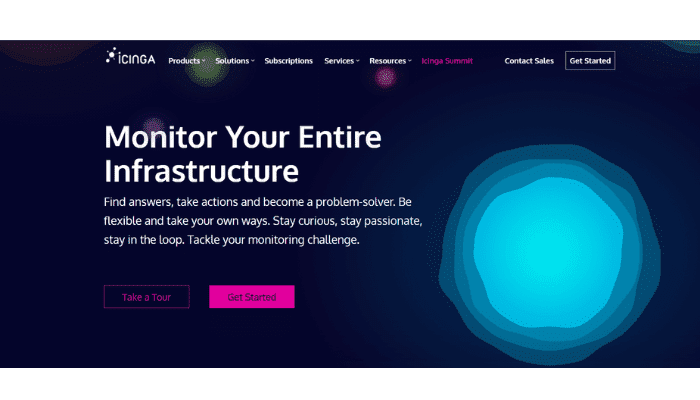 iCINGA Products Solutions Subscriptions Services Resources Icinga Summit Contact Sales Get Started
Monitor Your Entire
Infrastructure
Find answers, take actions and become a problem-solver. Be
flexible and take your own ways. Stay curious, stay passionate,
stay in the loop. Tackle your monitoring challenge.
Take a Tour Get Started